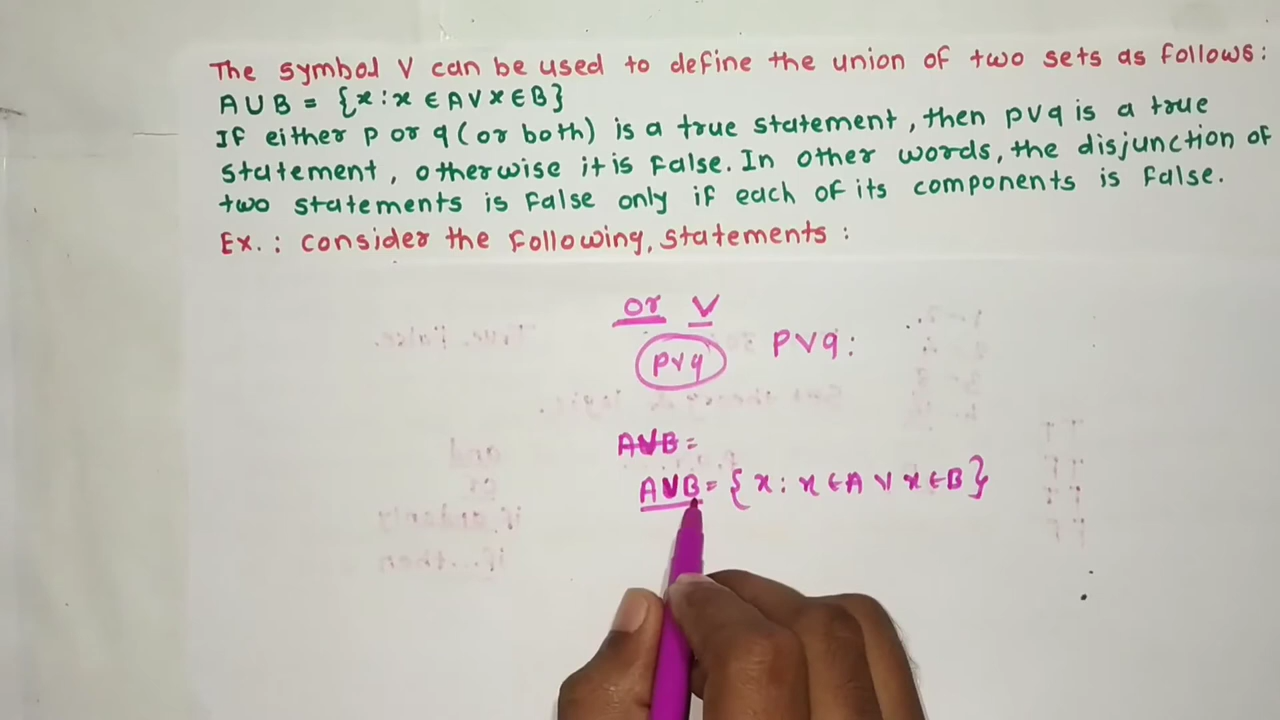 The symbol V can be used to define the union of two sets as follows:
A ∪ B = {x : x ∈ A V x ∈ B}
If either p or q (or both) is a true statement, then p v q is a true
statement, otherwise it is false. In other words, the disjunction of
two statements is false only if each of its components is false.
Ex.: consider the following, statements :
or V
p v q p v q :
A∪B =
A∪B = {x : x ∈ A v x ∈ B}